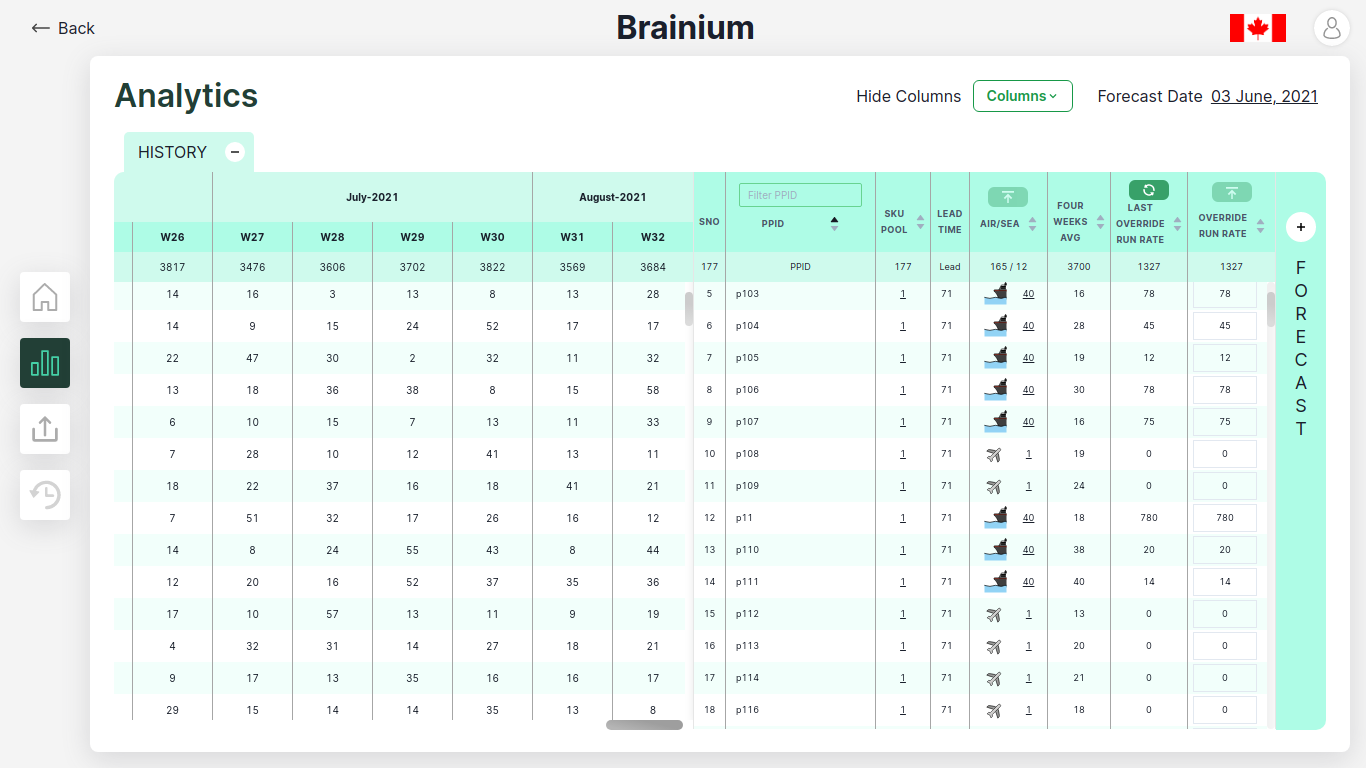 Back
Brainium
Analytics
Hide Columns Columns Forecast Date 03 June, 2021
HISTORY
July-2021 August-2021 SNO Filter PPID PPID SKU POOL LEAD TIME AIR/SEA FOUR WEEKS AVG LAST OVERRIDE RUN RATE OVERRIDE RUN RATE
W26 W27 W28 W29 W30 W31 W32
3817 3476 3606 3702 3822 3569 3684 177 PPID 177 Lead 165 / 12 3700 1327 1327
14 16 3 13 8 13 28 5 p103 1 71 40 16 78 78
14 9 15 24 52 17 17 6 p104 1 71 40 28 45 45
22 47 30 2 32 11 32 7 p105 1 71 40 19 12 12
13 18 36 38 8 15 58 8 p106 1 71 40 30 78 78
6 10 15 7 13 11 33 9 p107 1 71 40 16 75 75
7 28 10 12 41 13 11 10 p108 1 71 1 19 0 0
18 22 37 16 18 41 21 11 p109 1 71 1 24 0 0
7 51 32 17 26 16 12 12 p11 1 71 40 18 780 780
14 8 24 55 43 8 44 13 p110 1 71 40 38 20 20
12 20 16 52 37 35 36 14 p111 1 71 40 40 14 14
17 10 57 13 11 9 19 15 p112 1 71 1 13 0 0
4 32 31 14 27 18 21 16 p113 1 71 1 20 0 0
9 17 13 35 16 16 17 17 p114 1 71 1 21 0 0
29 15 14 14 35 13 8 18 p116 1 71 1 18 0 0
FORECAST